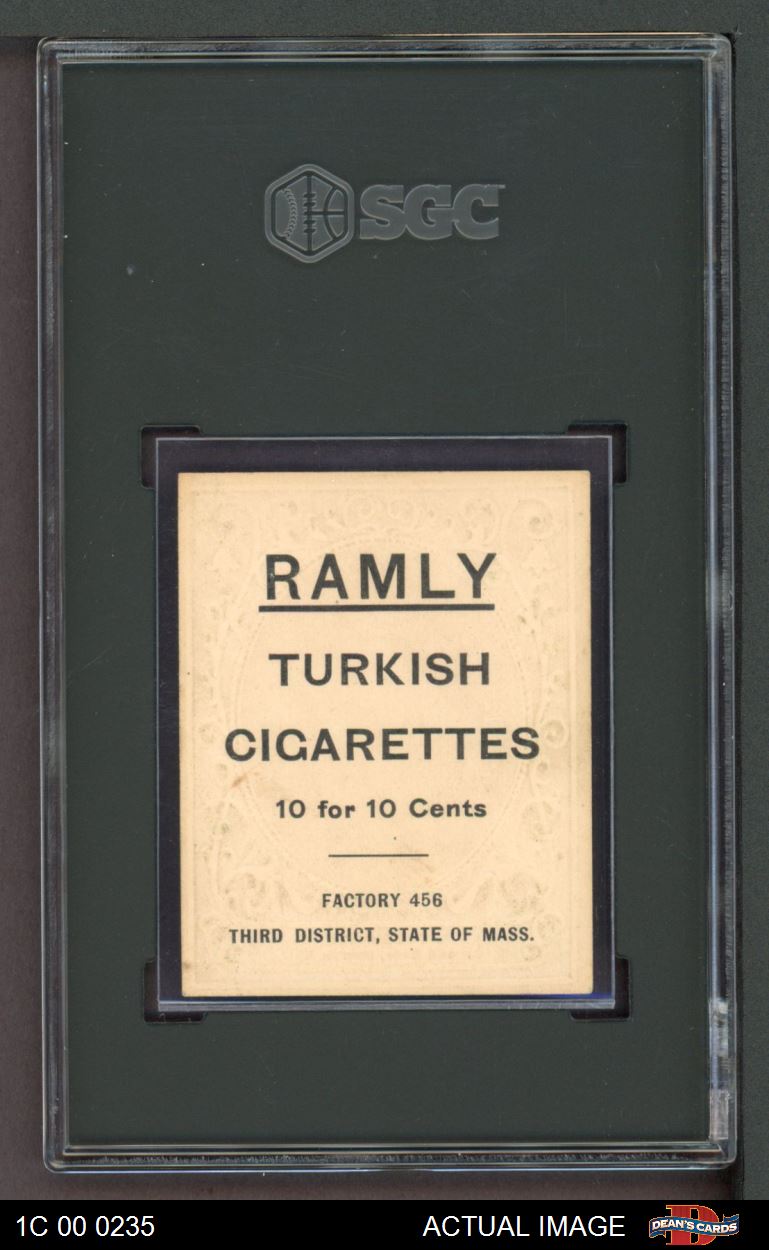 SGC
RAMLY
TURKISH
CIGARETTES
10 for 10 Cents
FACTORY 456
THIRD DISTRICT, STATE OF MASS.
1C 00 0235
ACTUAL IMAGE
DEAN'S CARDS